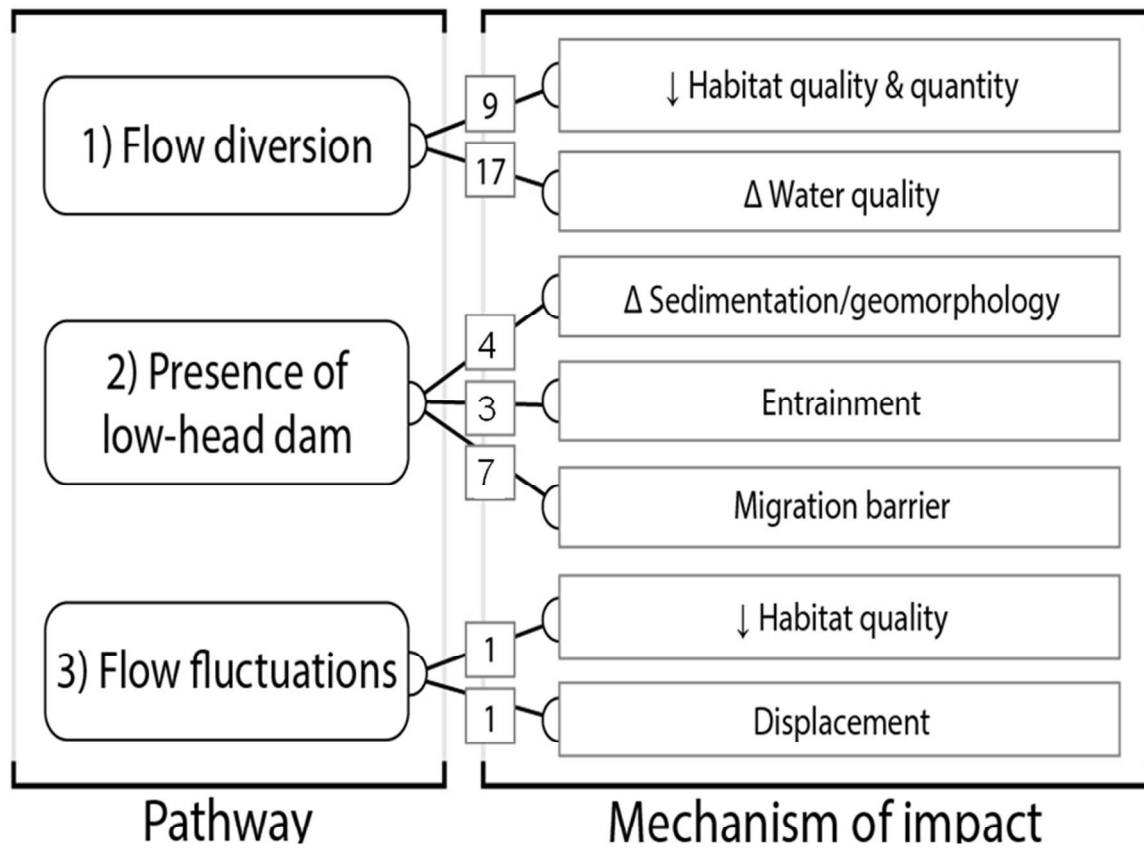 1) Flow diversion
9
17
↓ Habitat quality & quantity
Δ Water quality
2) Presence of
low-head dam
4
3
7
Δ Sedimentation/geomorphology
Entrainment
Migration barrier
3) Flow fluctuations
1
1
↓ Habitat quality
Displacement
Pathway
Mechanism of impact